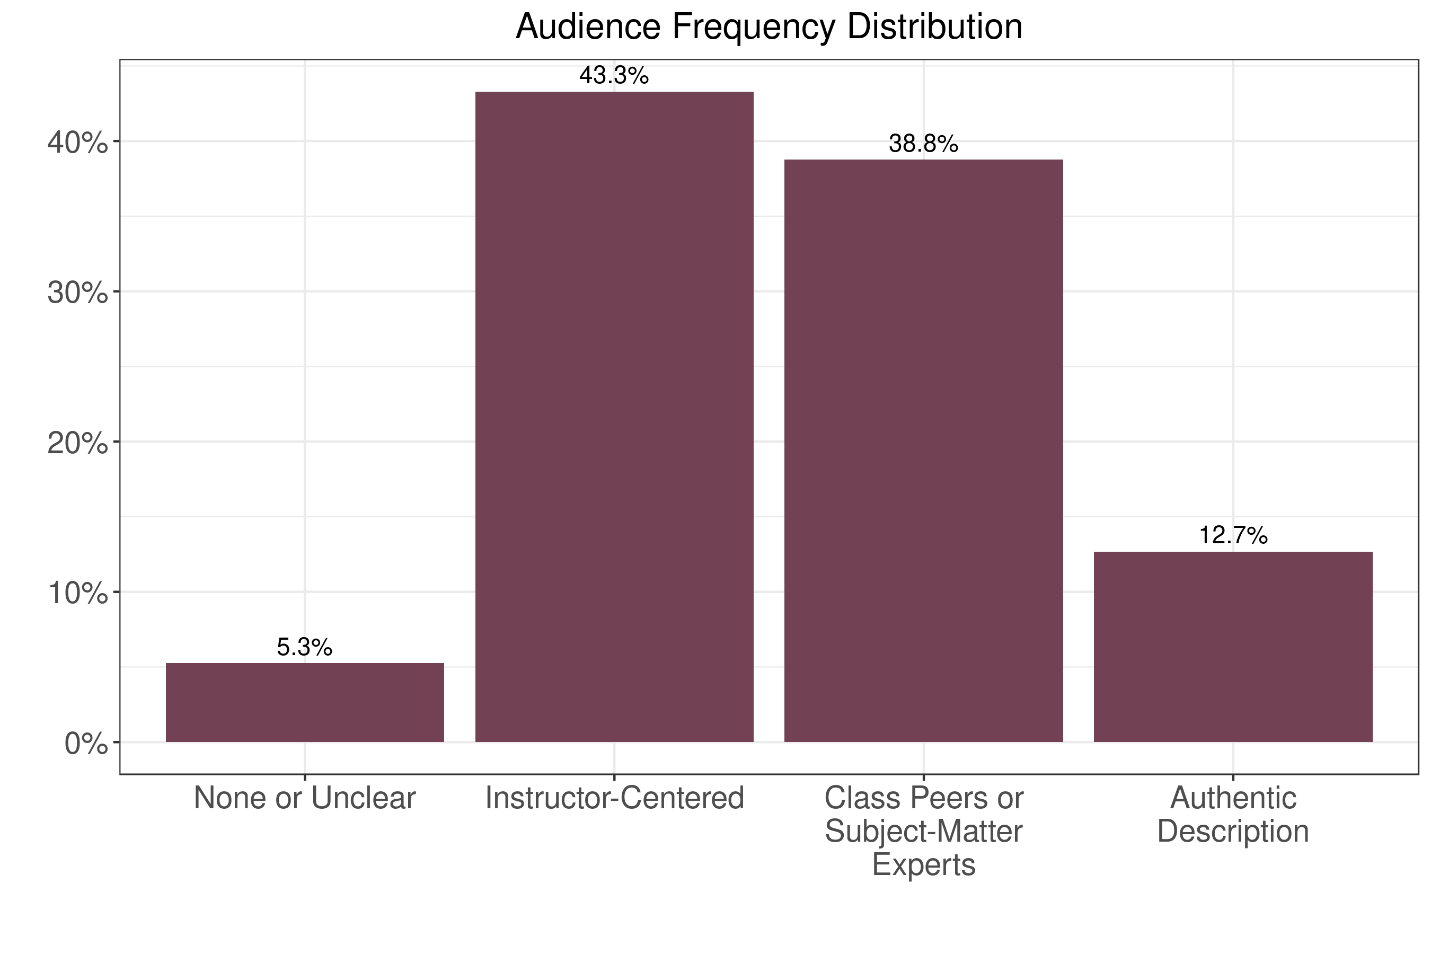 Audience Frequency Distribution
43.3%
40%
38.8%
30%
20%
12.7%
10%
5.3%
0%
None or Unclear
Instructor-Centered
Class Peers or
Subject-Matter
Experts
Authentic
Description